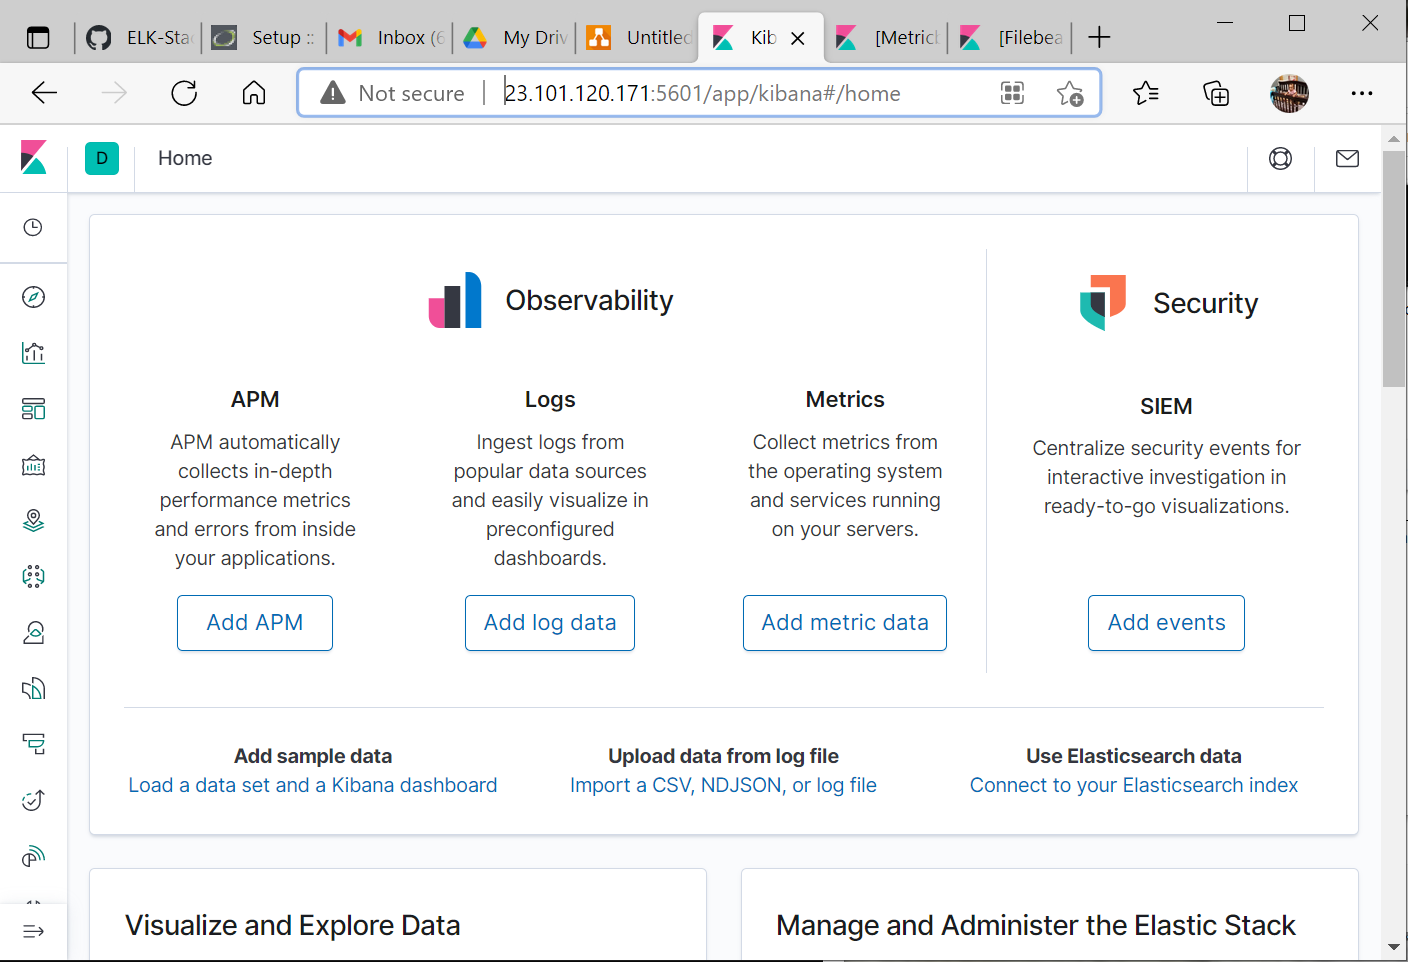 ELK-Sta
Setup ::
Inbox (6
My Driv
Untitled
Kib
[Metricb
[Filebea
Not secure
23.101.120.171:5601/app/kibana#/home
D
Home
Observability
Security
APM
APM automatically
collects in-depth
performance metrics
and errors from inside
your applications.
Add APM
Logs
Ingest logs from
popular data sources
and easily visualize in
preconfigured
dashboards.
Add log data
Metrics
Collect metrics from
the operating system
and services running
on your servers.
Add metric data
SIEM
Centralize security events for
interactive investigation in
ready-to-go visualizations.
Add events
Add sample data
Load a data set and a Kibana dashboard
Upload data from log file
Import a CSV, NDJSON, or log file
Use Elasticsearch data
Connect to your Elasticsearch index
Visualize and Explore Data
Manage and Administer the Elastic Stack